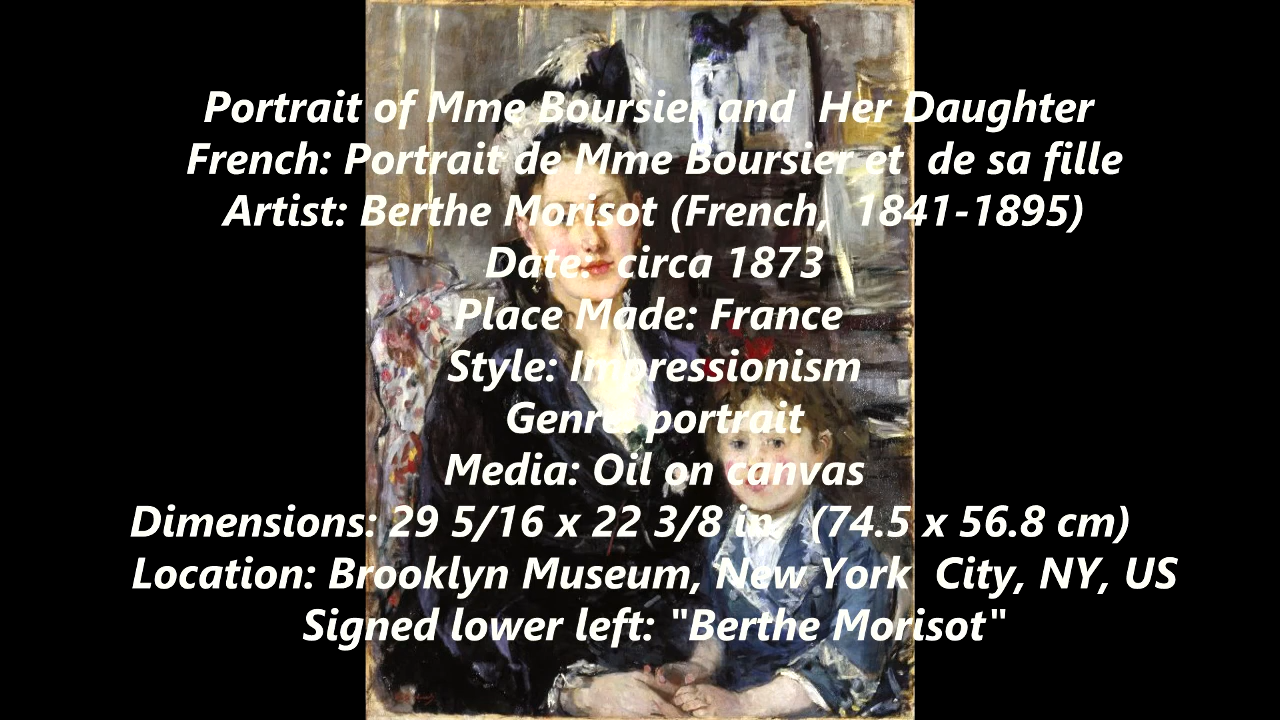 Portrait of Mme Boursier and Her Daughter
French: Portrait de Mme Boursier et de sa fille
Artist: Berthe Morisot (French, 1841-1895)
Date: circa 1873
Place Made: France
Style: Impressionism
Genre: portrait
Media: Oil on canvas
Dimensions: 29 5/16 x 22 3/8 in. (74.5 x 56.8 cm)
Location: Brooklyn Museum, New York City, NY, US
Signed lower left: "Berthe Morisot"